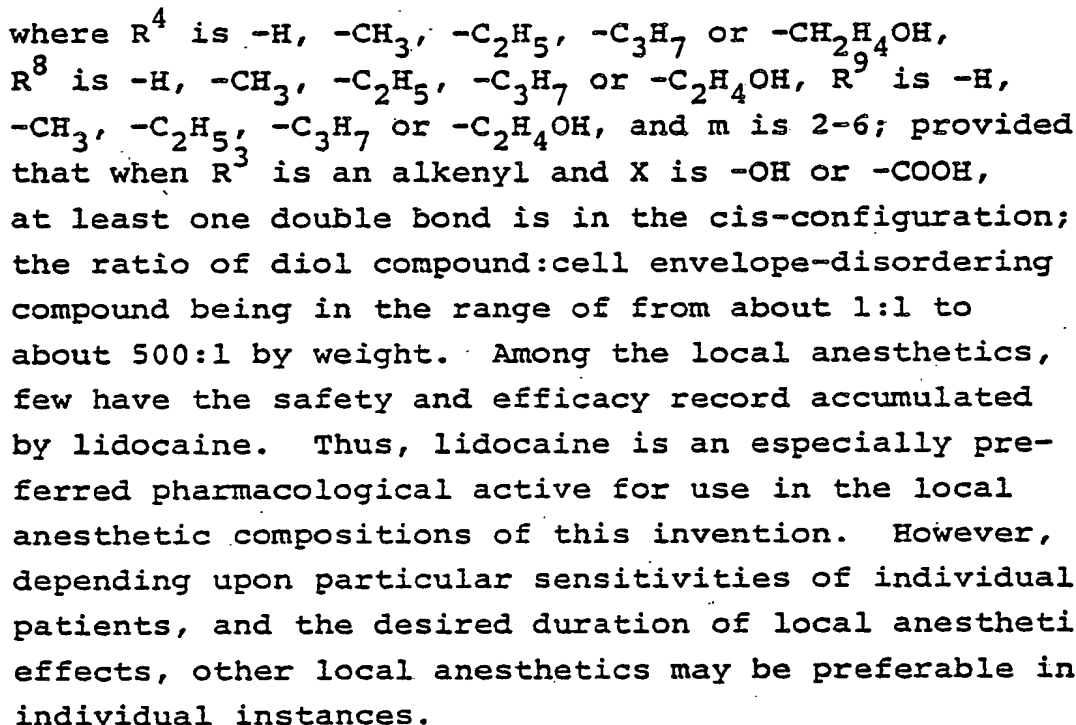 where R⁴ is -H, -CH₃, -C₂H₅, -C₃H₇ or -CH₂H₄OH,
R⁸ is -H, -CH₃, -C₂H₅, -C₃H₇ or -C₂H₄OH, R⁹ is -H,
-CH₃, -C₂H₅, -C₃H₇ or -C₂H₄OH, and m is 2-6; provided
that when R³ is an alkenyl and X is -OH or -COOH,
at least one double bond is in the cis-configuration;
the ratio of diol compound:cell envelope-disordering
compound being in the range of from about 1:1 to
about 500:1 by weight. Among the local anesthetics,
few have the safety and efficacy record accumulated
by lidocaine. Thus, lidocaine is an especially pre-
ferred pharmacological active for use in the local
anesthetic compositions of this invention. However,
depending upon particular sensitivities of individual
patients, and the desired duration of local anestheti
effects, other local anesthetics may be preferable in
individual instances.